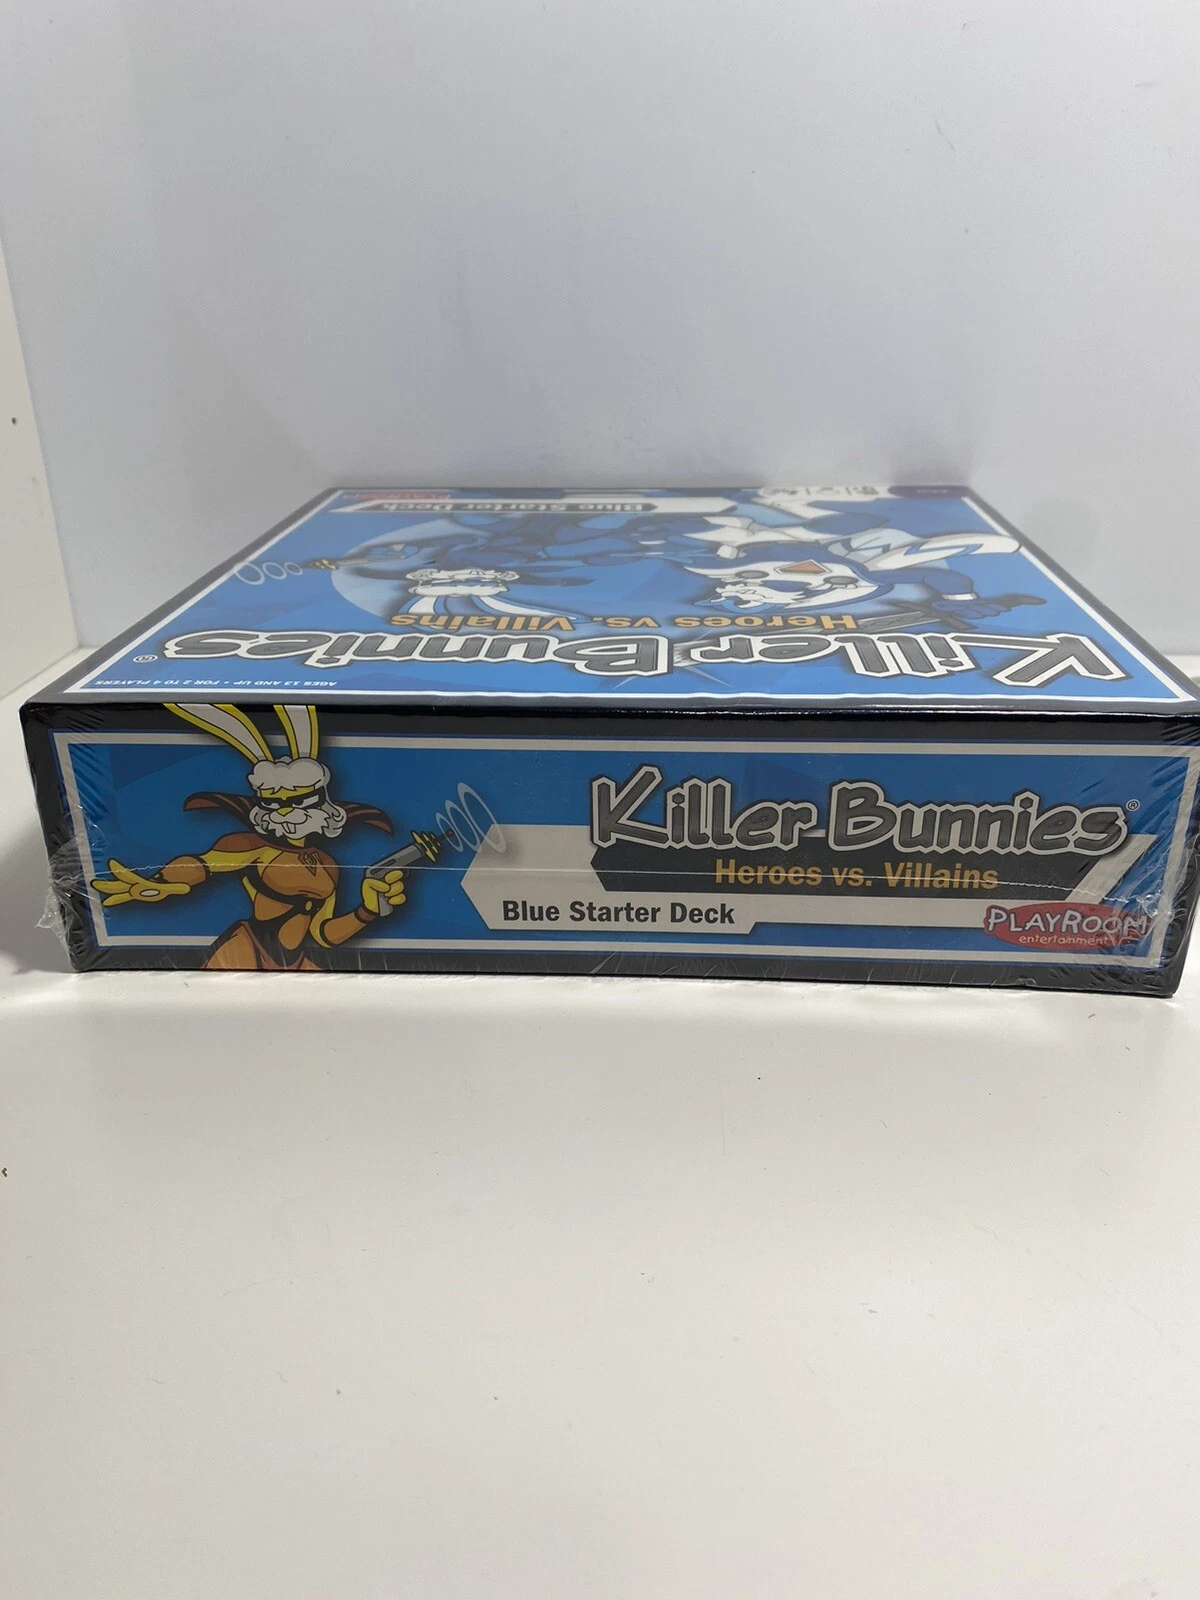 PLAYROOM
Blue Starter Deck
Heroes vs. Villains
Killer Bunnies®
AGES 13 AND UP • FOR 2 TO 4 PLAYERS
Killer Bunnies®
Heroes vs. Villains
Blue Starter Deck
PLAYROOM
entertainment